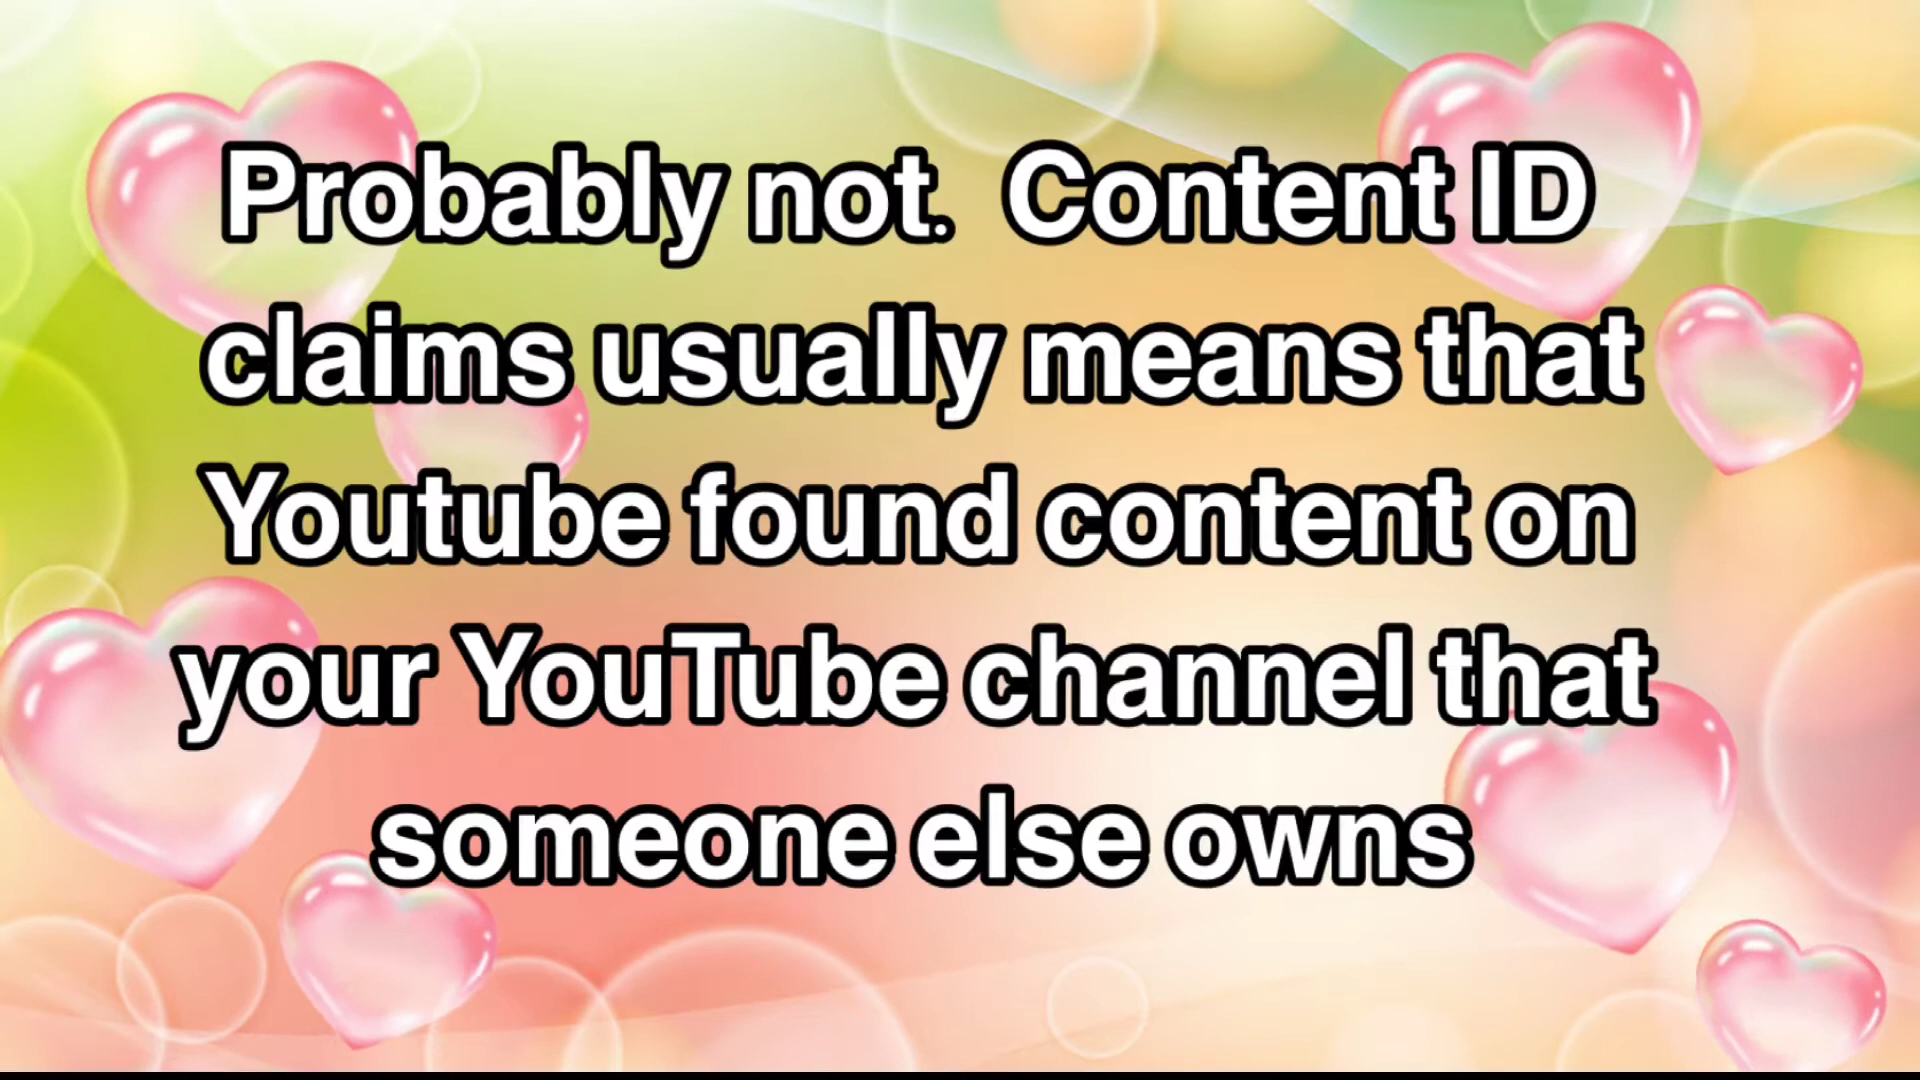 Probably not.  Content ID
claims usually means that
Youtube found content on
your YouTube channel that
someone else owns